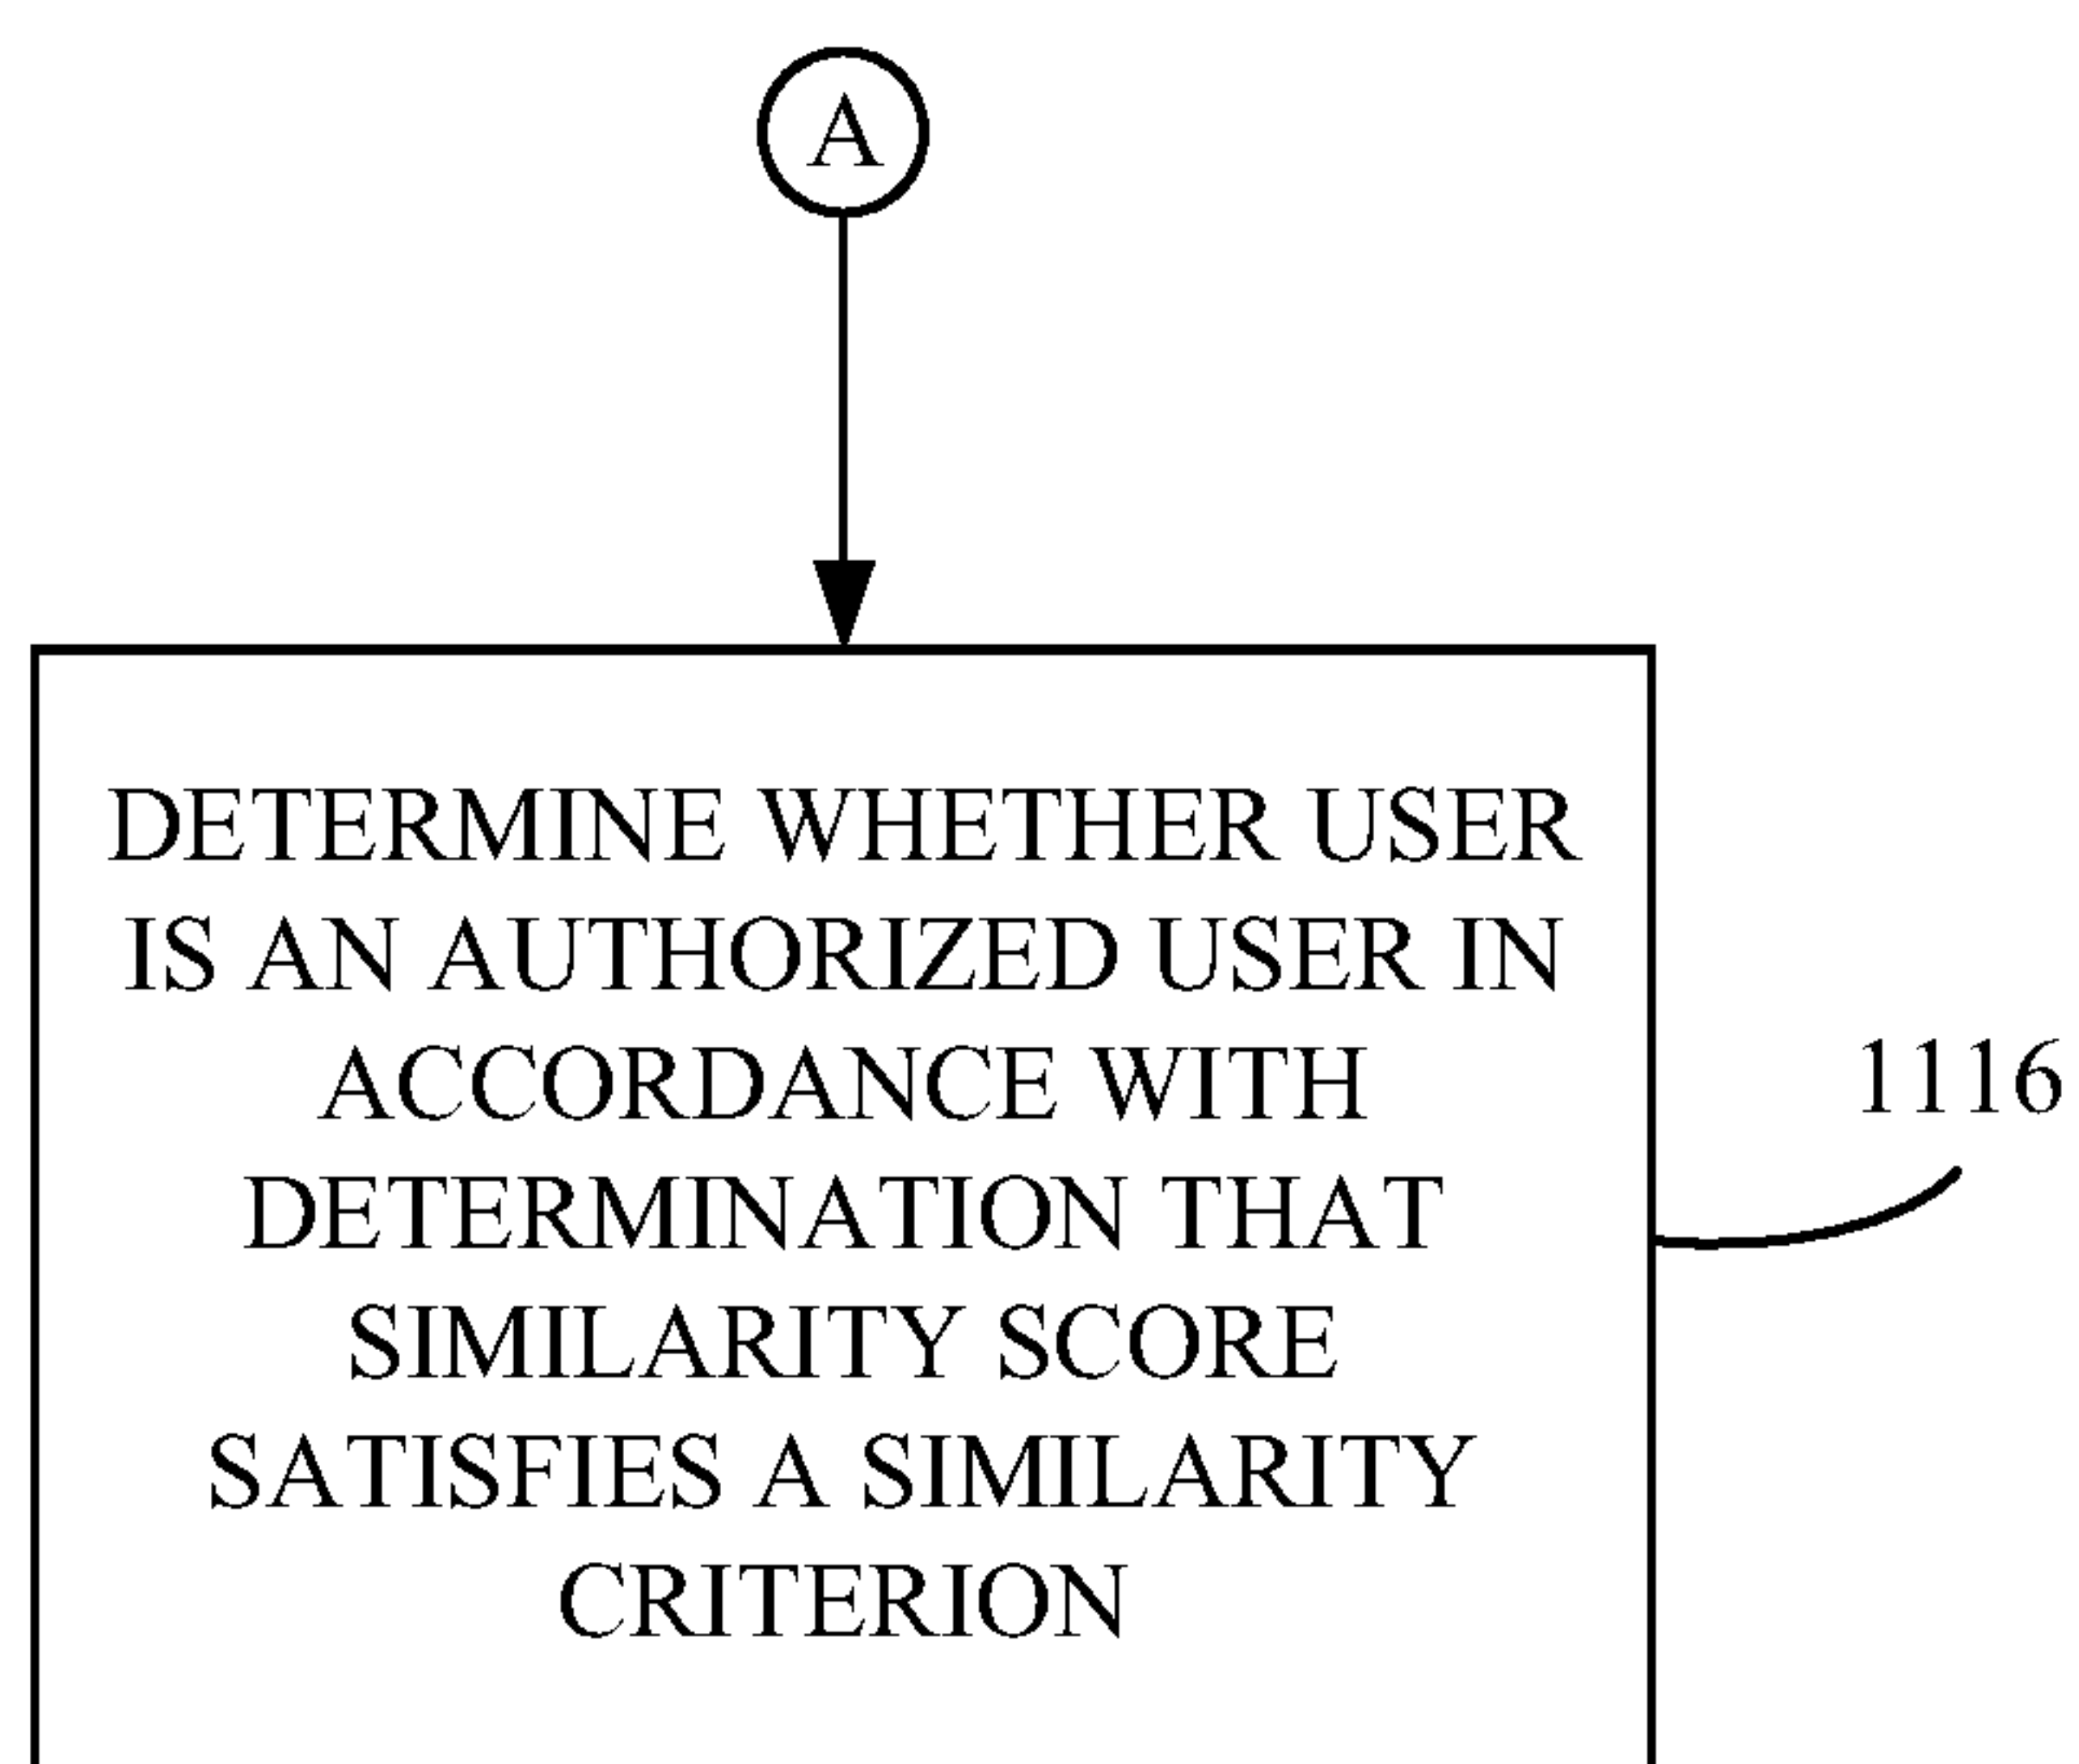 A
DETERMINE WHETHER USER
IS AN AUTHORIZED USER IN
ACCORDANCE WITH
DETERMINATION THAT
SIMILARITY SCORE
SATISFIES A SIMILARITY
CRITERION
1116